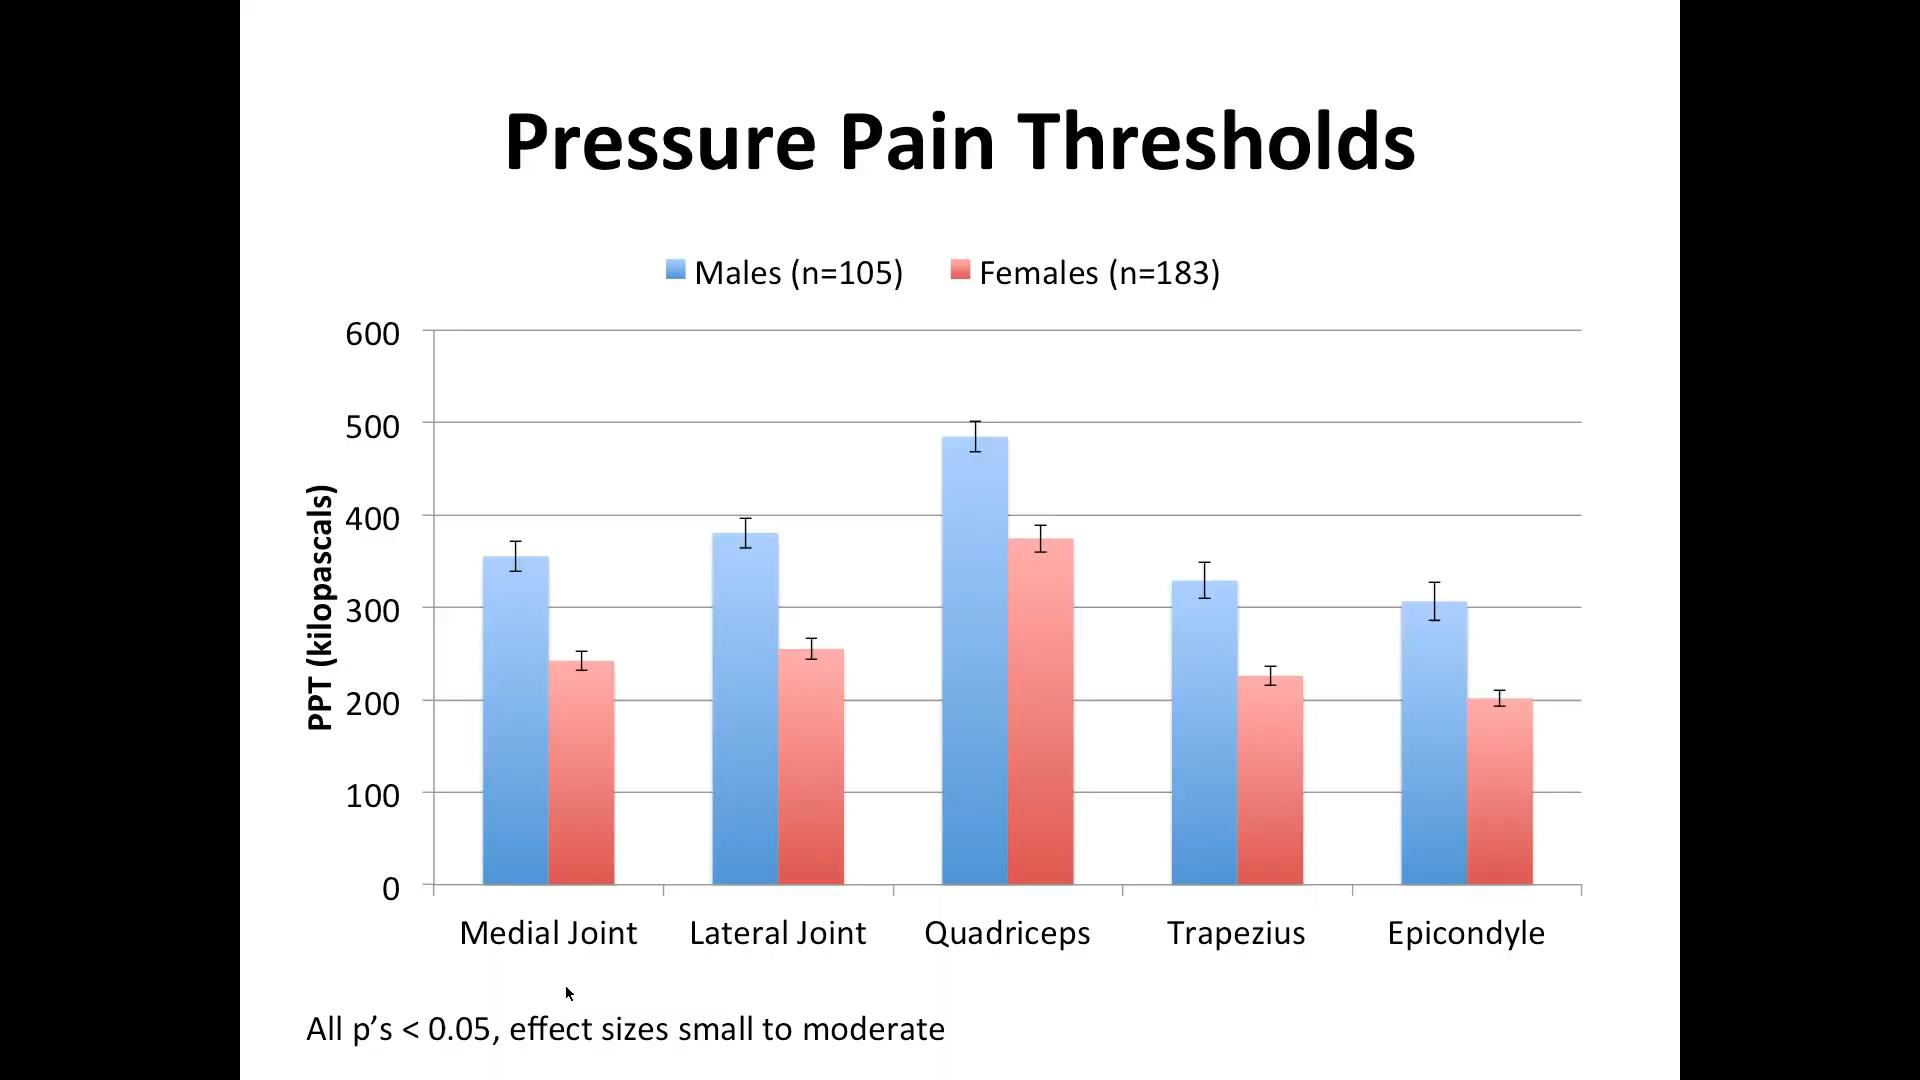 Pressure Pain Thresholds
Males (n=105) Females (n=183)
600
500
400
300
200
100
0
PPT (kilopascals)
Medial Joint Lateral Joint Quadriceps Trapezius Epicondyle
All p’s < 0.05, effect sizes small to moderate